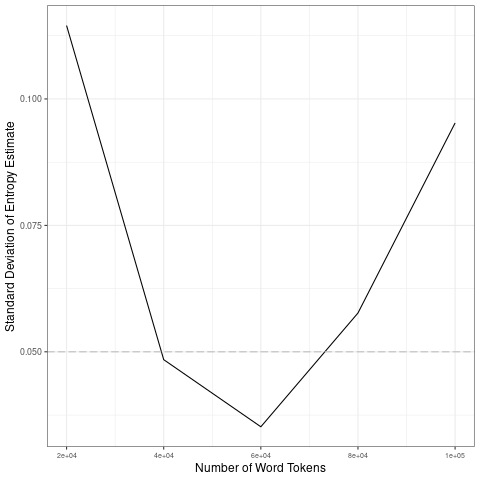 Standard Deviation of Entropy Estimate
0.100
0.075
0.050
2e+04 4e+04 6e+04 8e+04 1e+05
Number of Word Tokens